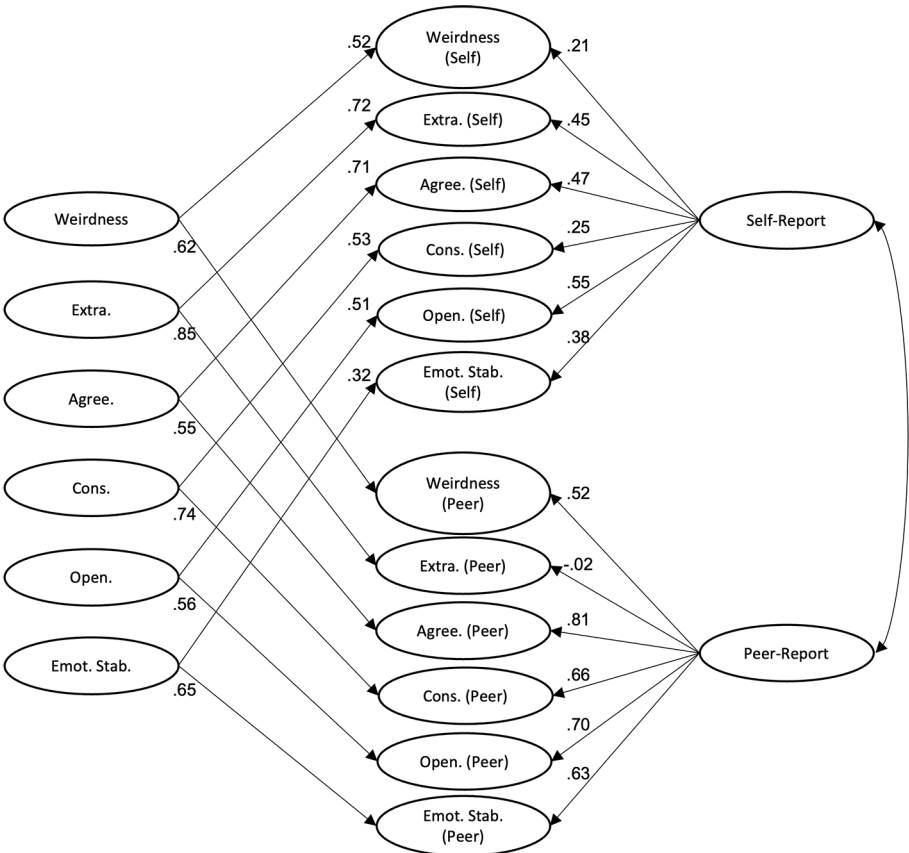 Weirdness
(Self)
Extra. (Self)
Agree. (Self)
Cons. (Self)
Open. (Self)
Emot. Stab.
(Self)
Weirdness
(Peer)
Extra. (Peer)
Agree. (Peer)
Cons. (Peer)
Open. (Peer)
Emot. Stab.
(Peer)
Weirdness
Extra.
Agree.
Cons.
Open.
Emot. Stab.
Self-Report
Peer-Report
.52
.72
.71
.53
.51
.32
.62
.85
.55
.74
.56
.65
.21
.45
.47
.25
.55
.38
.52
-.02
.81
.66
.70
.63